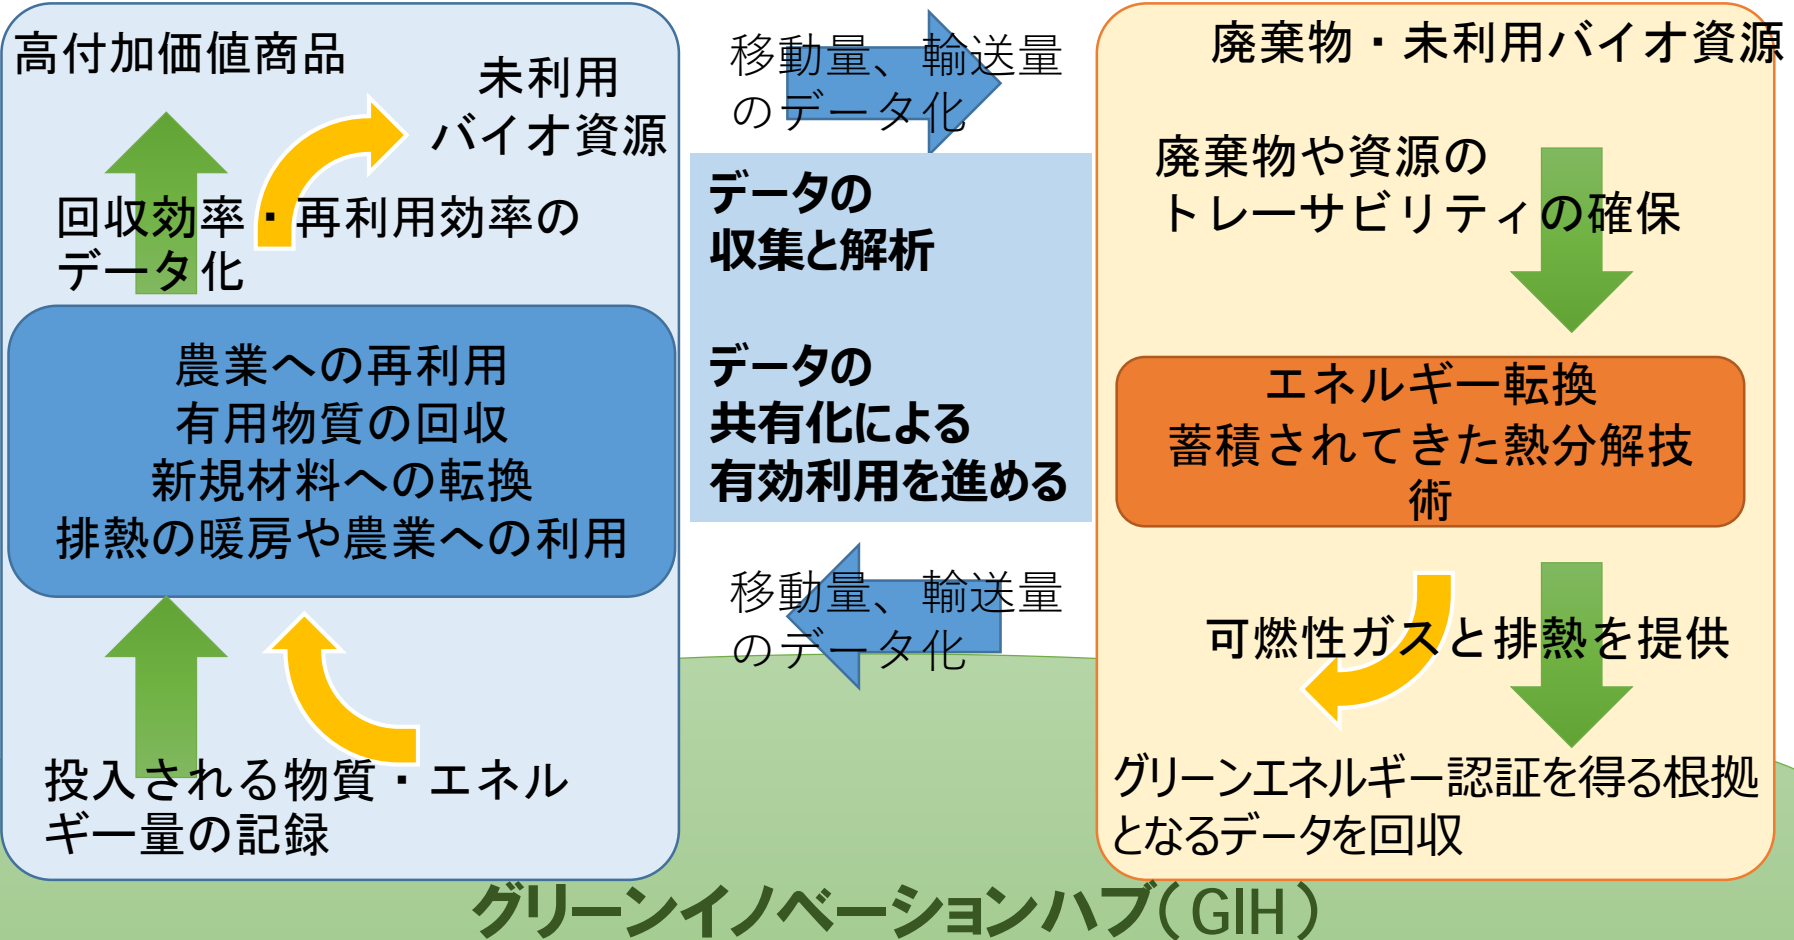 高付加価値商品
未利用
バイオ資源
回収効率・再利用効率の
データ化
農業への再利用
有用物質の回収
新規材料への転換
排熱の暖房や農業への利用
投入される物質・エネル
ギー量の記録
移動量、輸送量
のデータ化
データの
収集と解析
データの
共有化による
有効利用を進める
移動量、輸送量
のデータ化
廃棄物・未利用バイオ資源
廃棄物や資源の
トレーサビリティの確保
エネルギー転換
蓄積されてきた熱分解技
術
可燃性ガスと排熱を提供
グリーンエネルギー認証を得る根拠
となるデータを回収
グリーンイノベーションハブ（GIH）